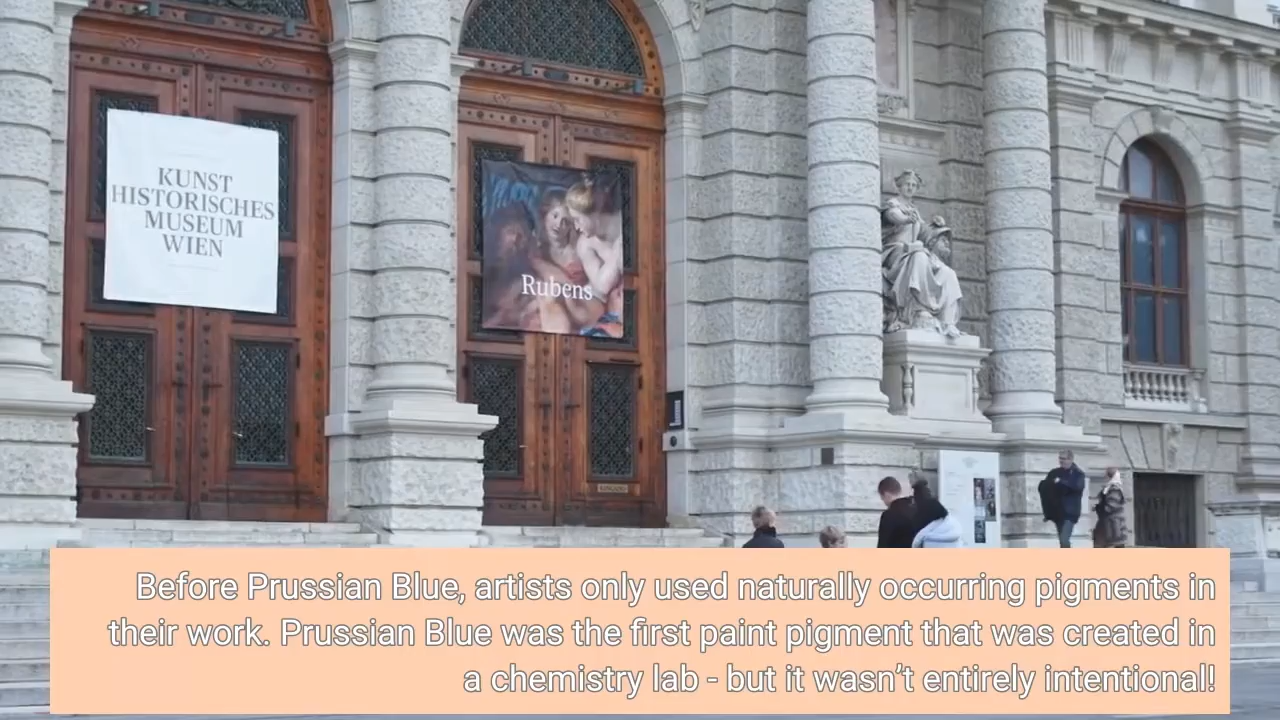 KUNST
HISTORISCHES
MUSEUM
WIEN
Rubens
Before Prussian Blue, artists only used naturally occurring pigments in
their work. Prussian Blue was the first paint pigment that was created in
a chemistry lab - but it wasn’t entirely intentional!